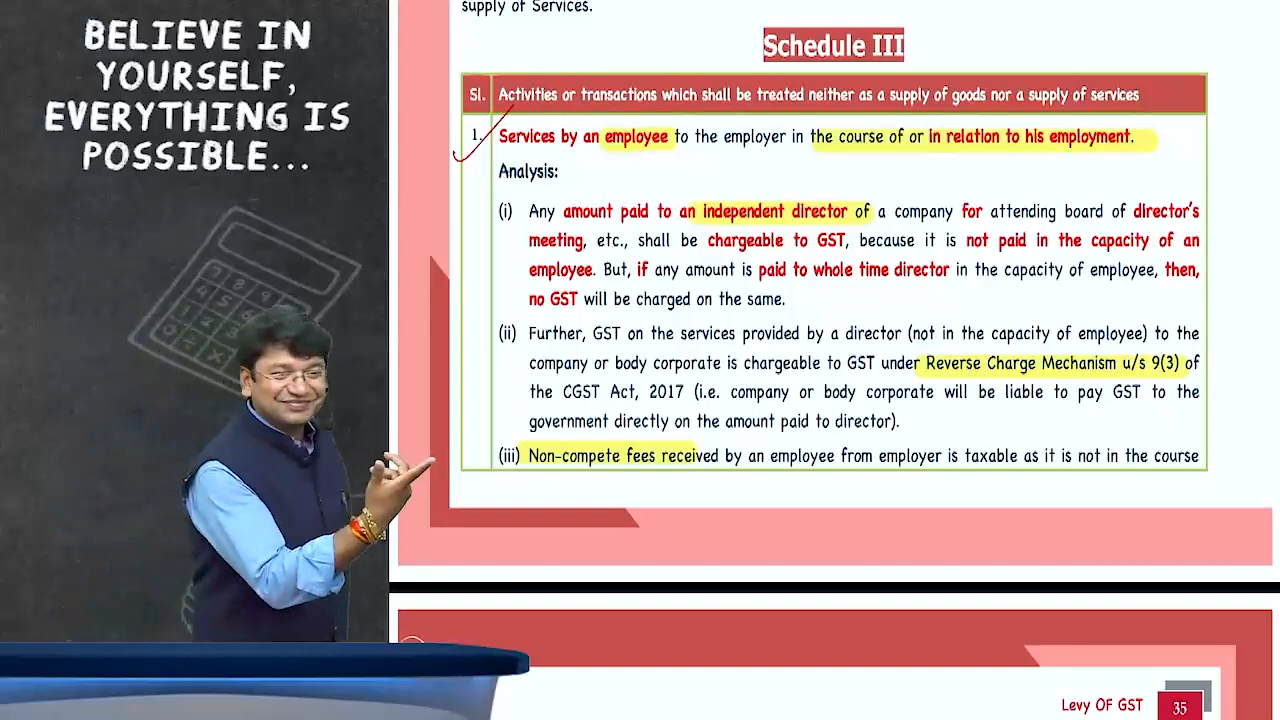 BELIEVE IN
YOURSELF,
EVERYTHING IS
POSSIBLE...
supply of Services.
Schedule III
Sl. Activities or transactions which shall be treated neither as a supply of goods nor a supply of services
1. Services by an employee to the employer in the course of or in relation to his employment.
Analysis:
(i) Any amount paid to an independent director of a company for attending board of director's
meeting, etc., shall be chargeable to GST, because it is not paid in the capacity of an
employee. But, if any amount is paid to whole time director in the capacity of employee, then,
no GST will be charged on the same.
(ii) Further, GST on the services provided by a director (not in the capacity of employee) to the
company or body corporate is chargeable to GST under Reverse Charge Mechanism u/s 9(3) of
the CGST Act, 2017 (i.e. company or body corporate will be liable to pay GST to the
government directly on the amount paid to director).
(iii) Non-compete fees received by an employee from employer is taxable as it is not in the course
Levy OF GST 35